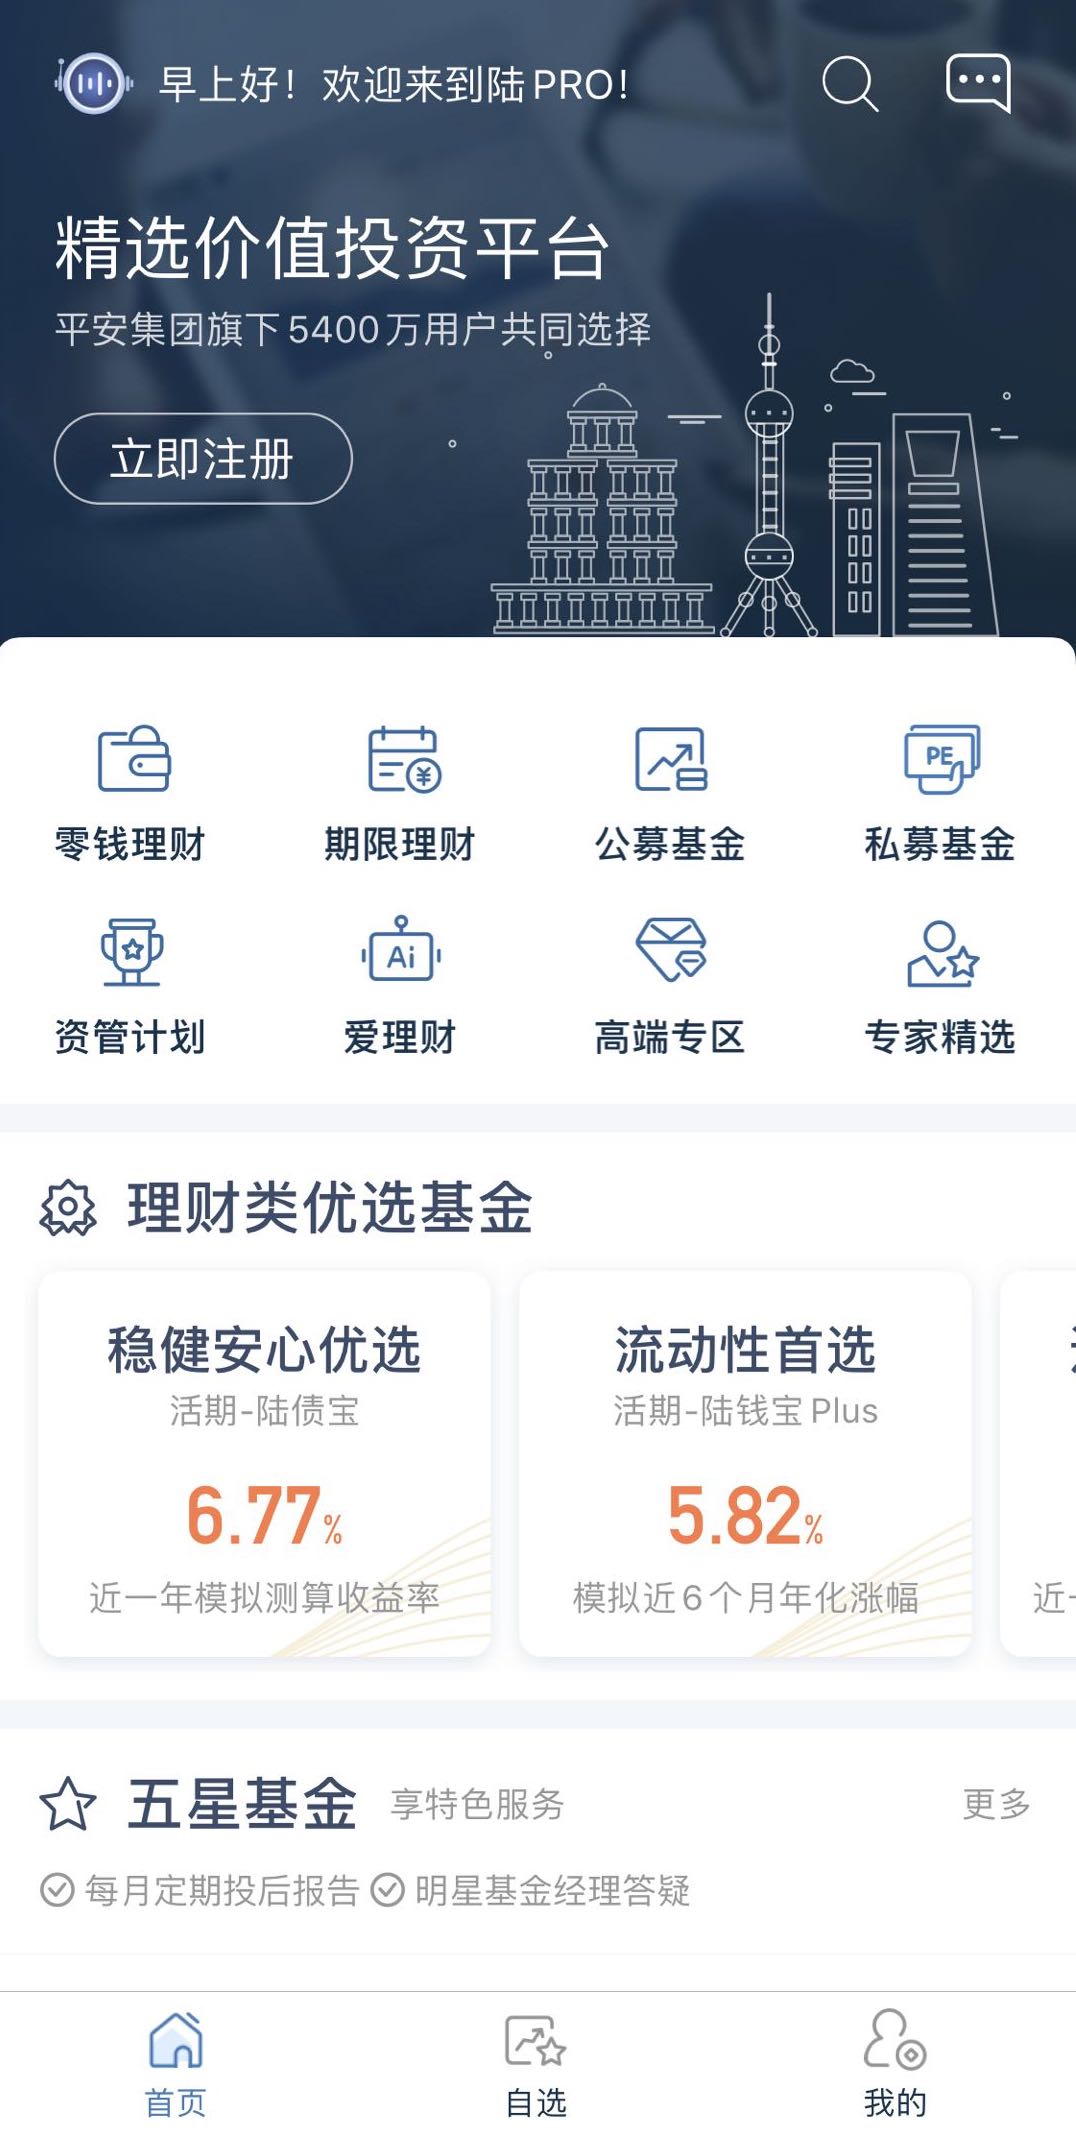 早上好！欢迎来到陆PRO！
精选价值投资平台
平安集团旗下5400万用户共同选择
立即注册
PE
零钱理财 期限理财 公募基金 私募基金
Ai
资管计划 爱理财 高端专区 专家精选
理财类优选基金
稳健安心优选 流动性首选
活期-陆债宝 活期-陆钱宝Plus
6.77% 5.82%
近一年模拟测算收益率 模拟近6个月年化涨幅 近一
五星基金 享特色服务 更多
每月定期投后报告 明星基金经理答疑
首页 自选 我的